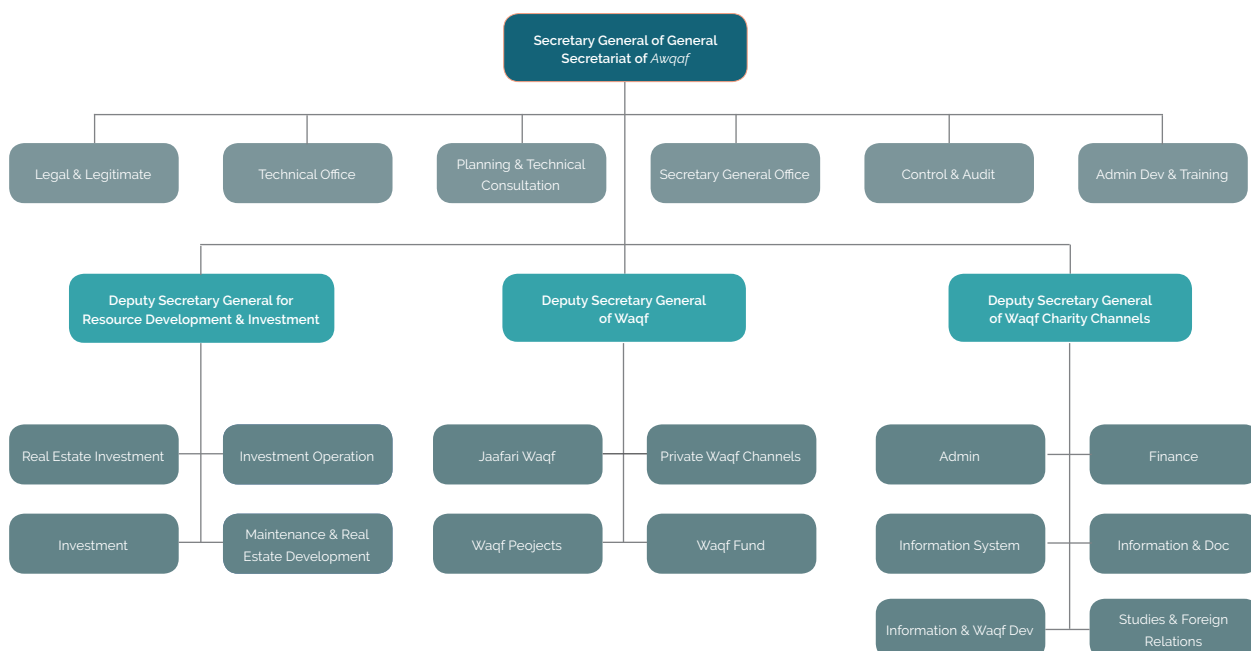 Secretary General of General
Secretariat of Awqaf
Legal & Legitimate
Technical Office
Planning & Technical
Consultation
Secretary General Office
Control & Audit
Admin Dev & Training
Deputy Secretary General for
Resource Development & Investment
Deputy Secretary General
of Waqf
Deputy Secretary General
of Waqf Charity Channels
Real Estate Investment
Investment Operation
Jaafari Waqf
Private Waqf Channels
Admin
Finance
Investment
Maintenance & Real
Estate Development
Waqf Peojects
Waqf Fund
Information System
Information & Doc
Information & Waqf Dev
Studies & Foreign
Relations